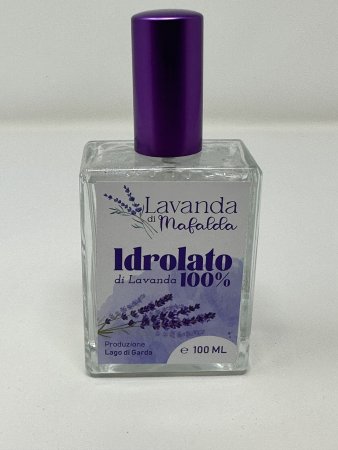 Lavanda
di Mafalda
Idrolato
di Lavanda 100%
Produzione
Lago di Garda
℮ 100 ML